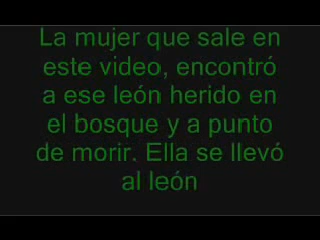 La mujer que sale en
este video, encontró
a ese león herido en
el bosque y a punto
de morir. Ella se llevó
al león